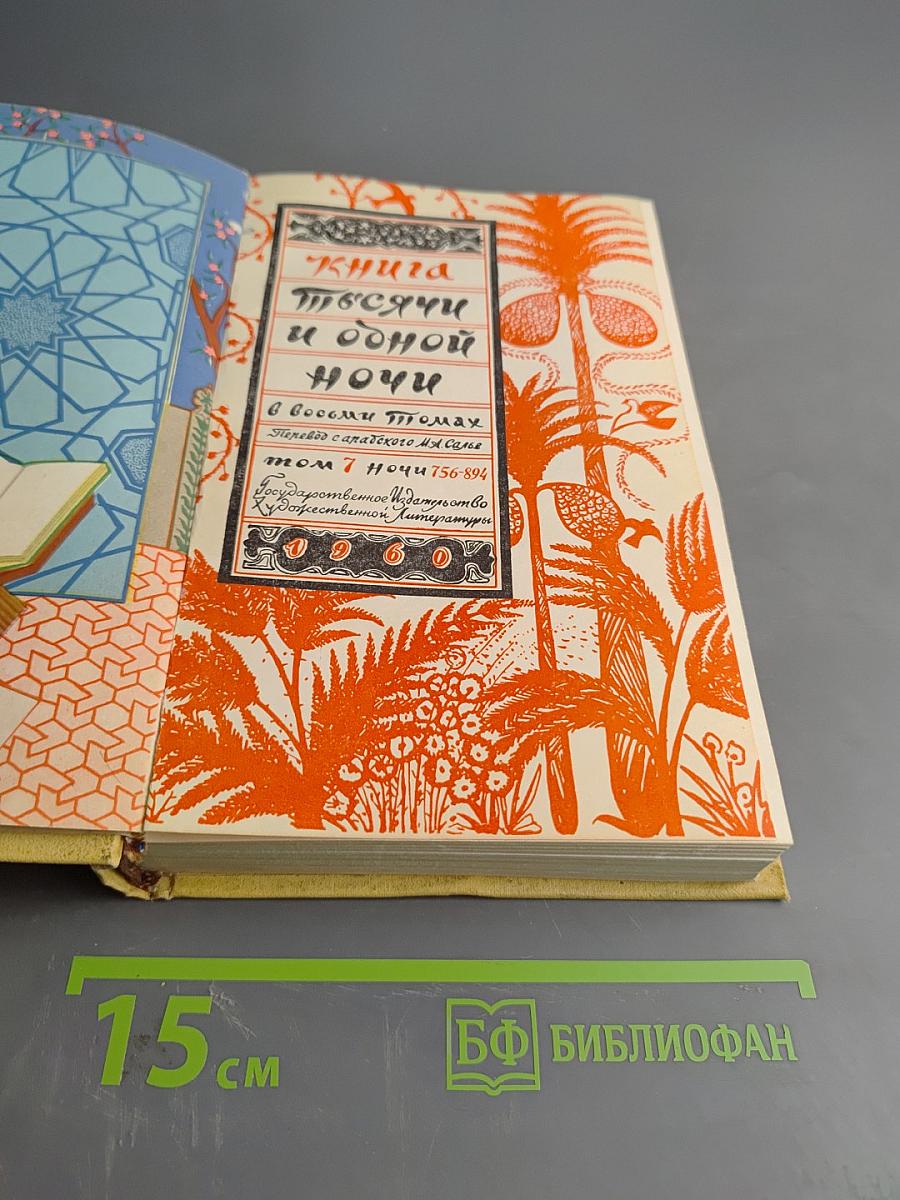 Книга
Тысячи
и одной
ночи
в восьми томах
Перевод с арабского М.А.Салье
том 7 ночи 756-894
Государственное Издательство
Художественной Литературы
1960
15 см
БФ БИБЛИОФАН